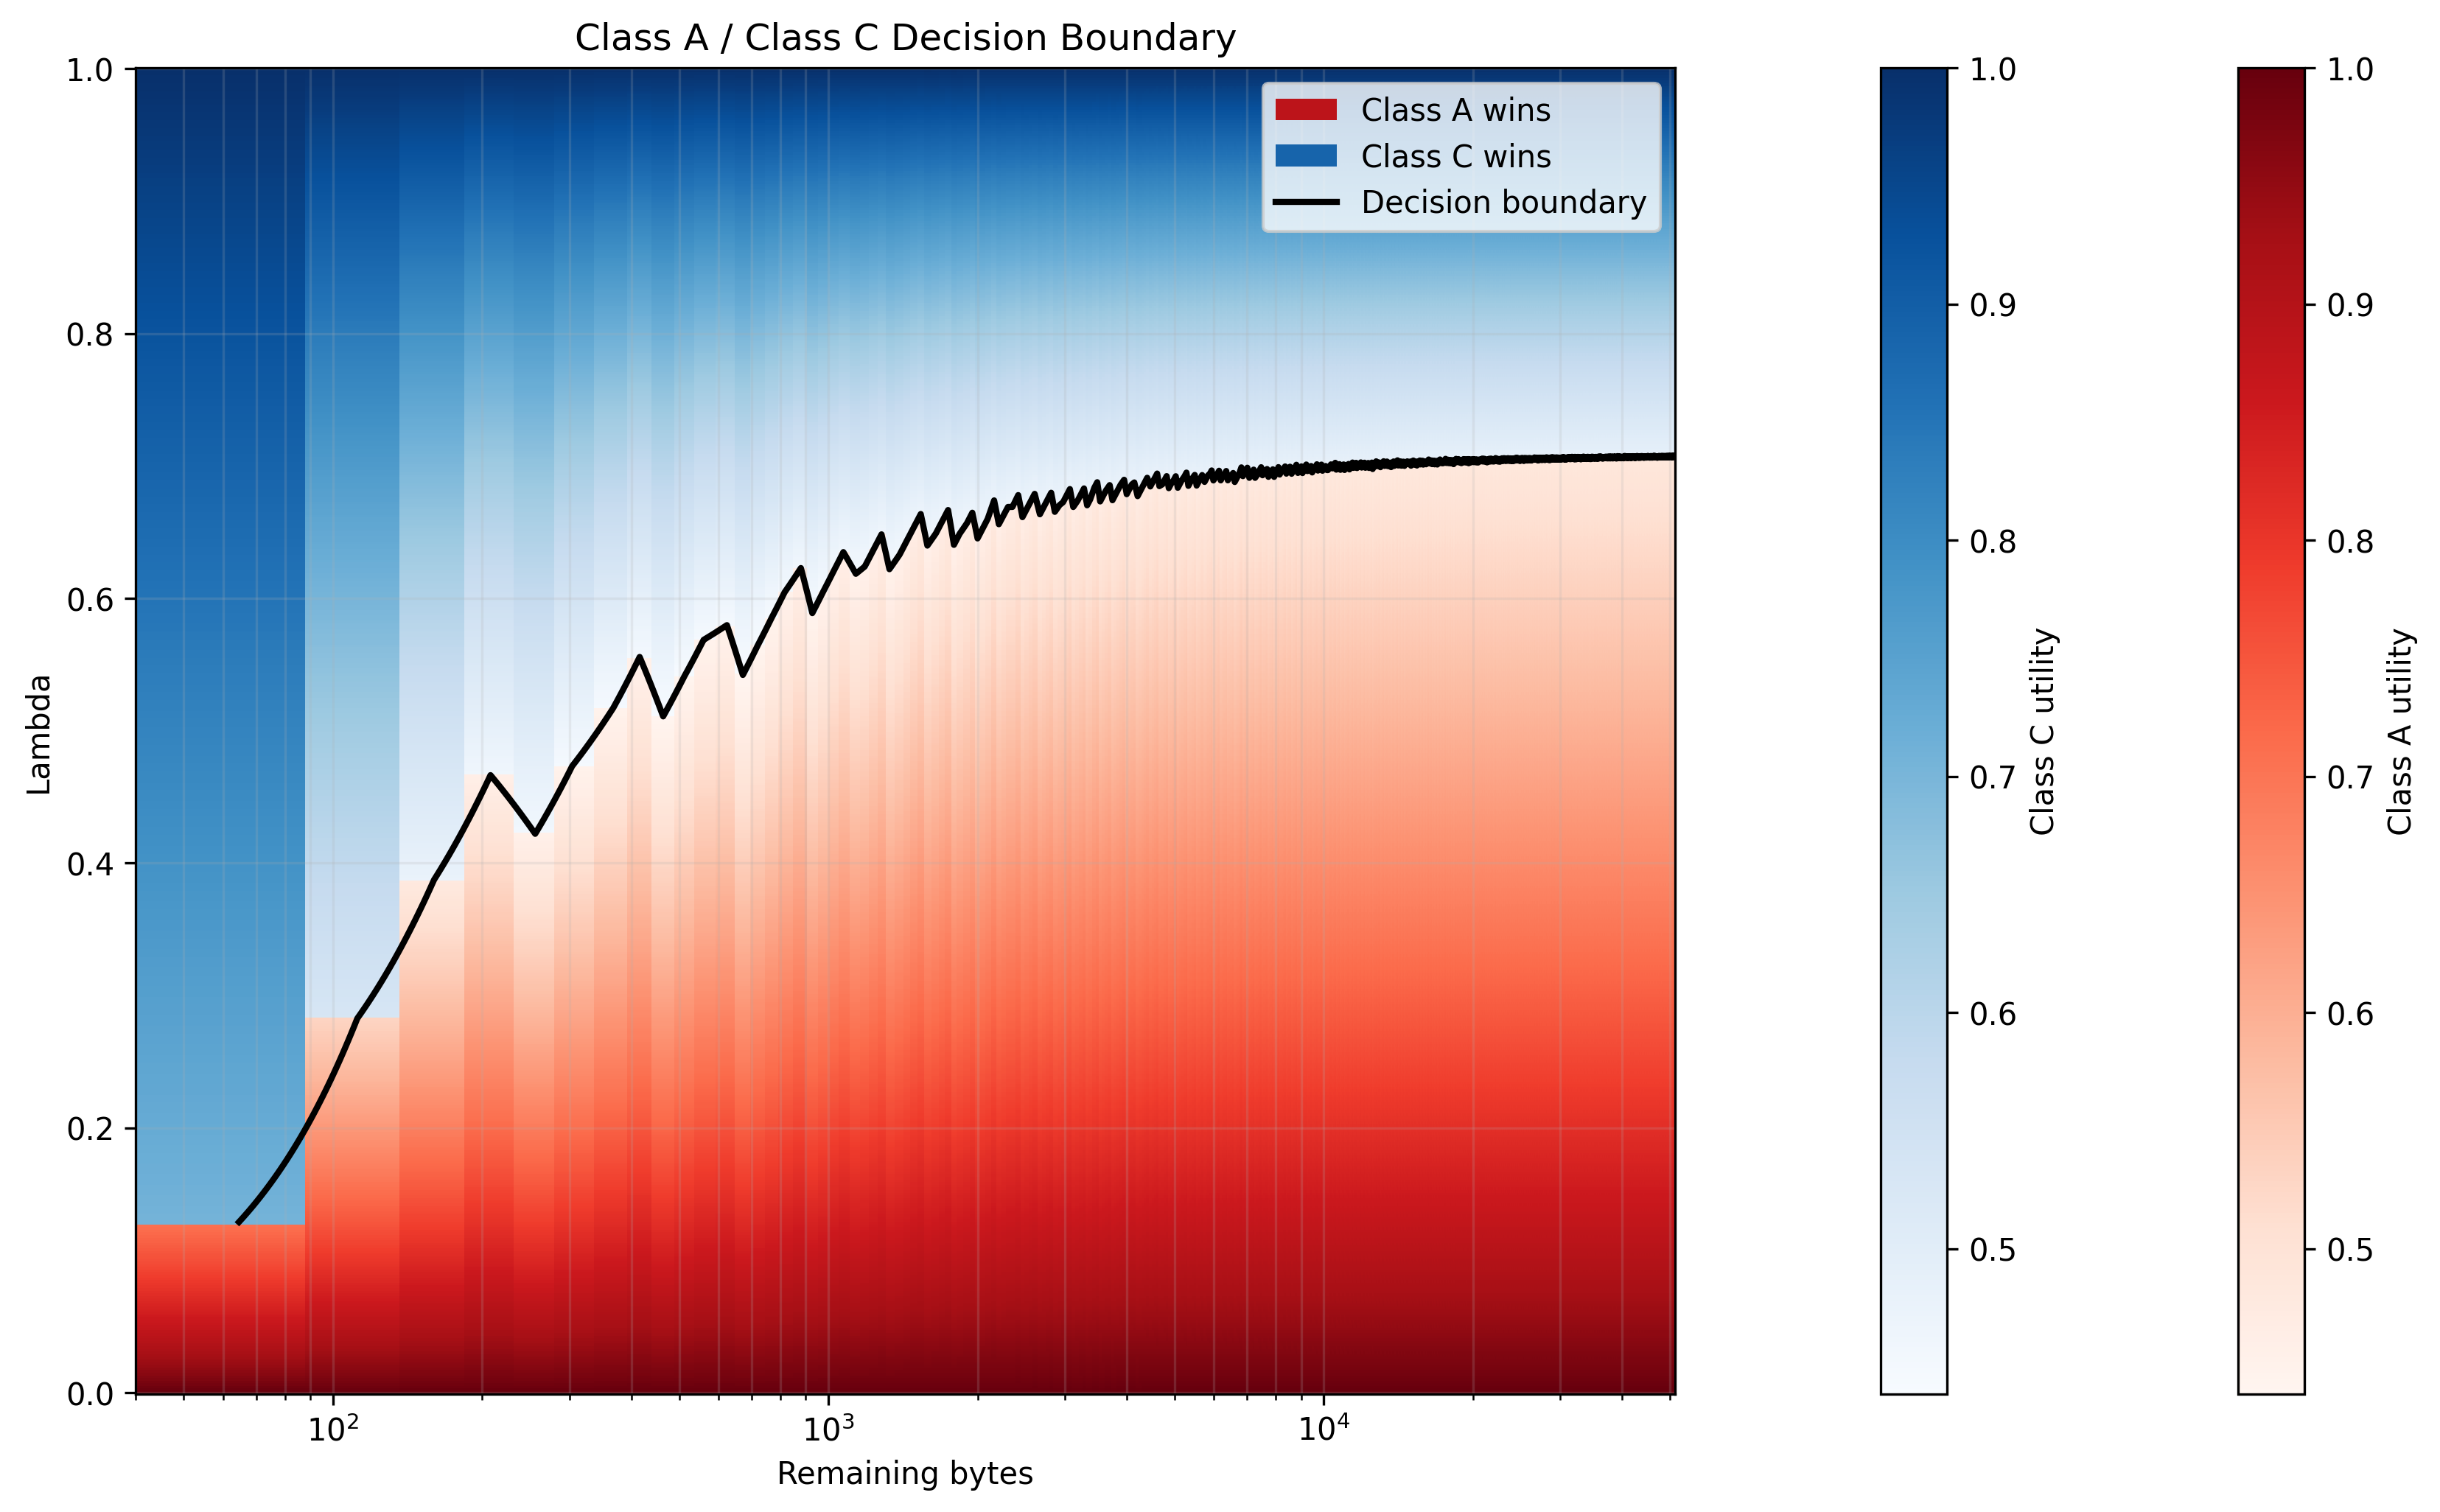 Class A / Class C Decision Boundary
Class A wins
Class C wins
Decision boundary
1.0
0.8
0.6
0.4
0.2
0.0
Lambda
10²
10³
10⁴
Remaining bytes
1.0
0.9
0.8
0.7
0.6
0.5
Class C utility
1.0
0.9
0.8
0.7
0.6
0.5
Class A utility